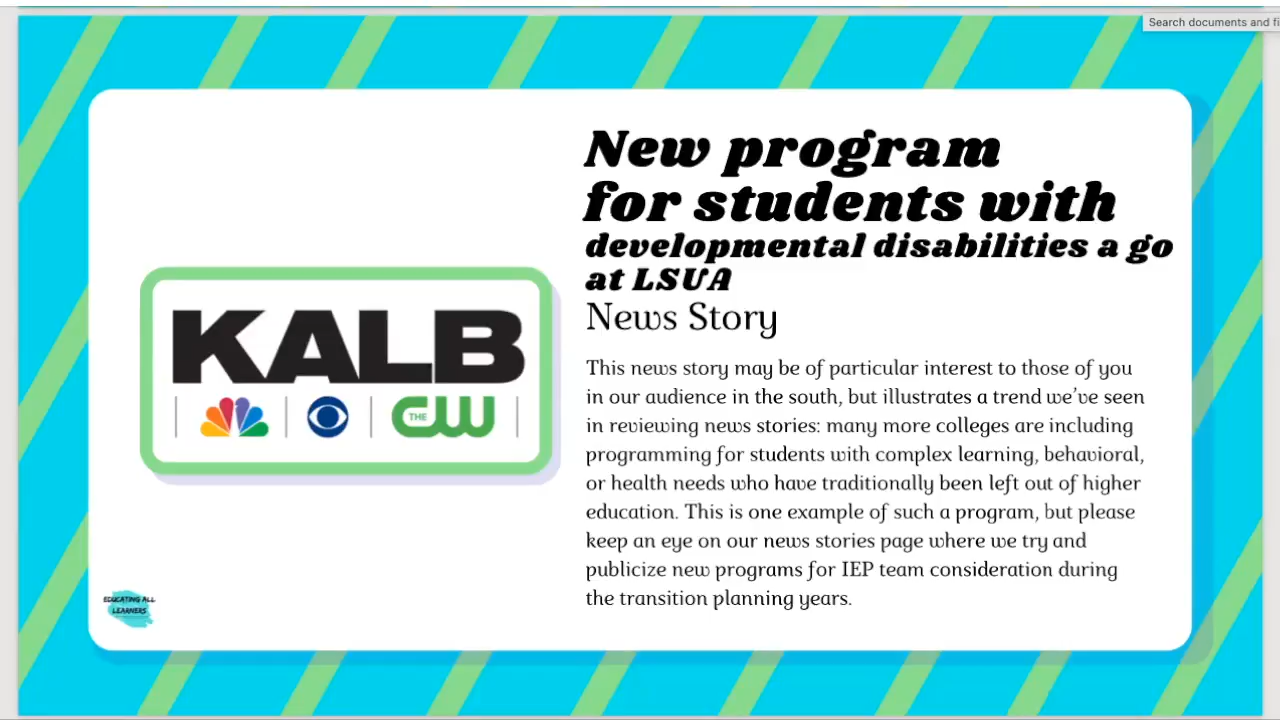 Search documents and fi
New program
for students with
developmental disabilities a go
at LSUA
News Story
KALB
THE CW
This news story may be of particular interest to those of you
in our audience in the south, but illustrates a trend we've seen
in reviewing news stories: many more colleges are including
programming for students with complex learning, behavioral,
or health needs who have traditionally been left out of higher
education. This is one example of such a program, but please
keep an eye on our news stories page where we try and
publicize new programs for IEP team consideration during
the transition planning years.
EDUCATING ALL
LEARNERS